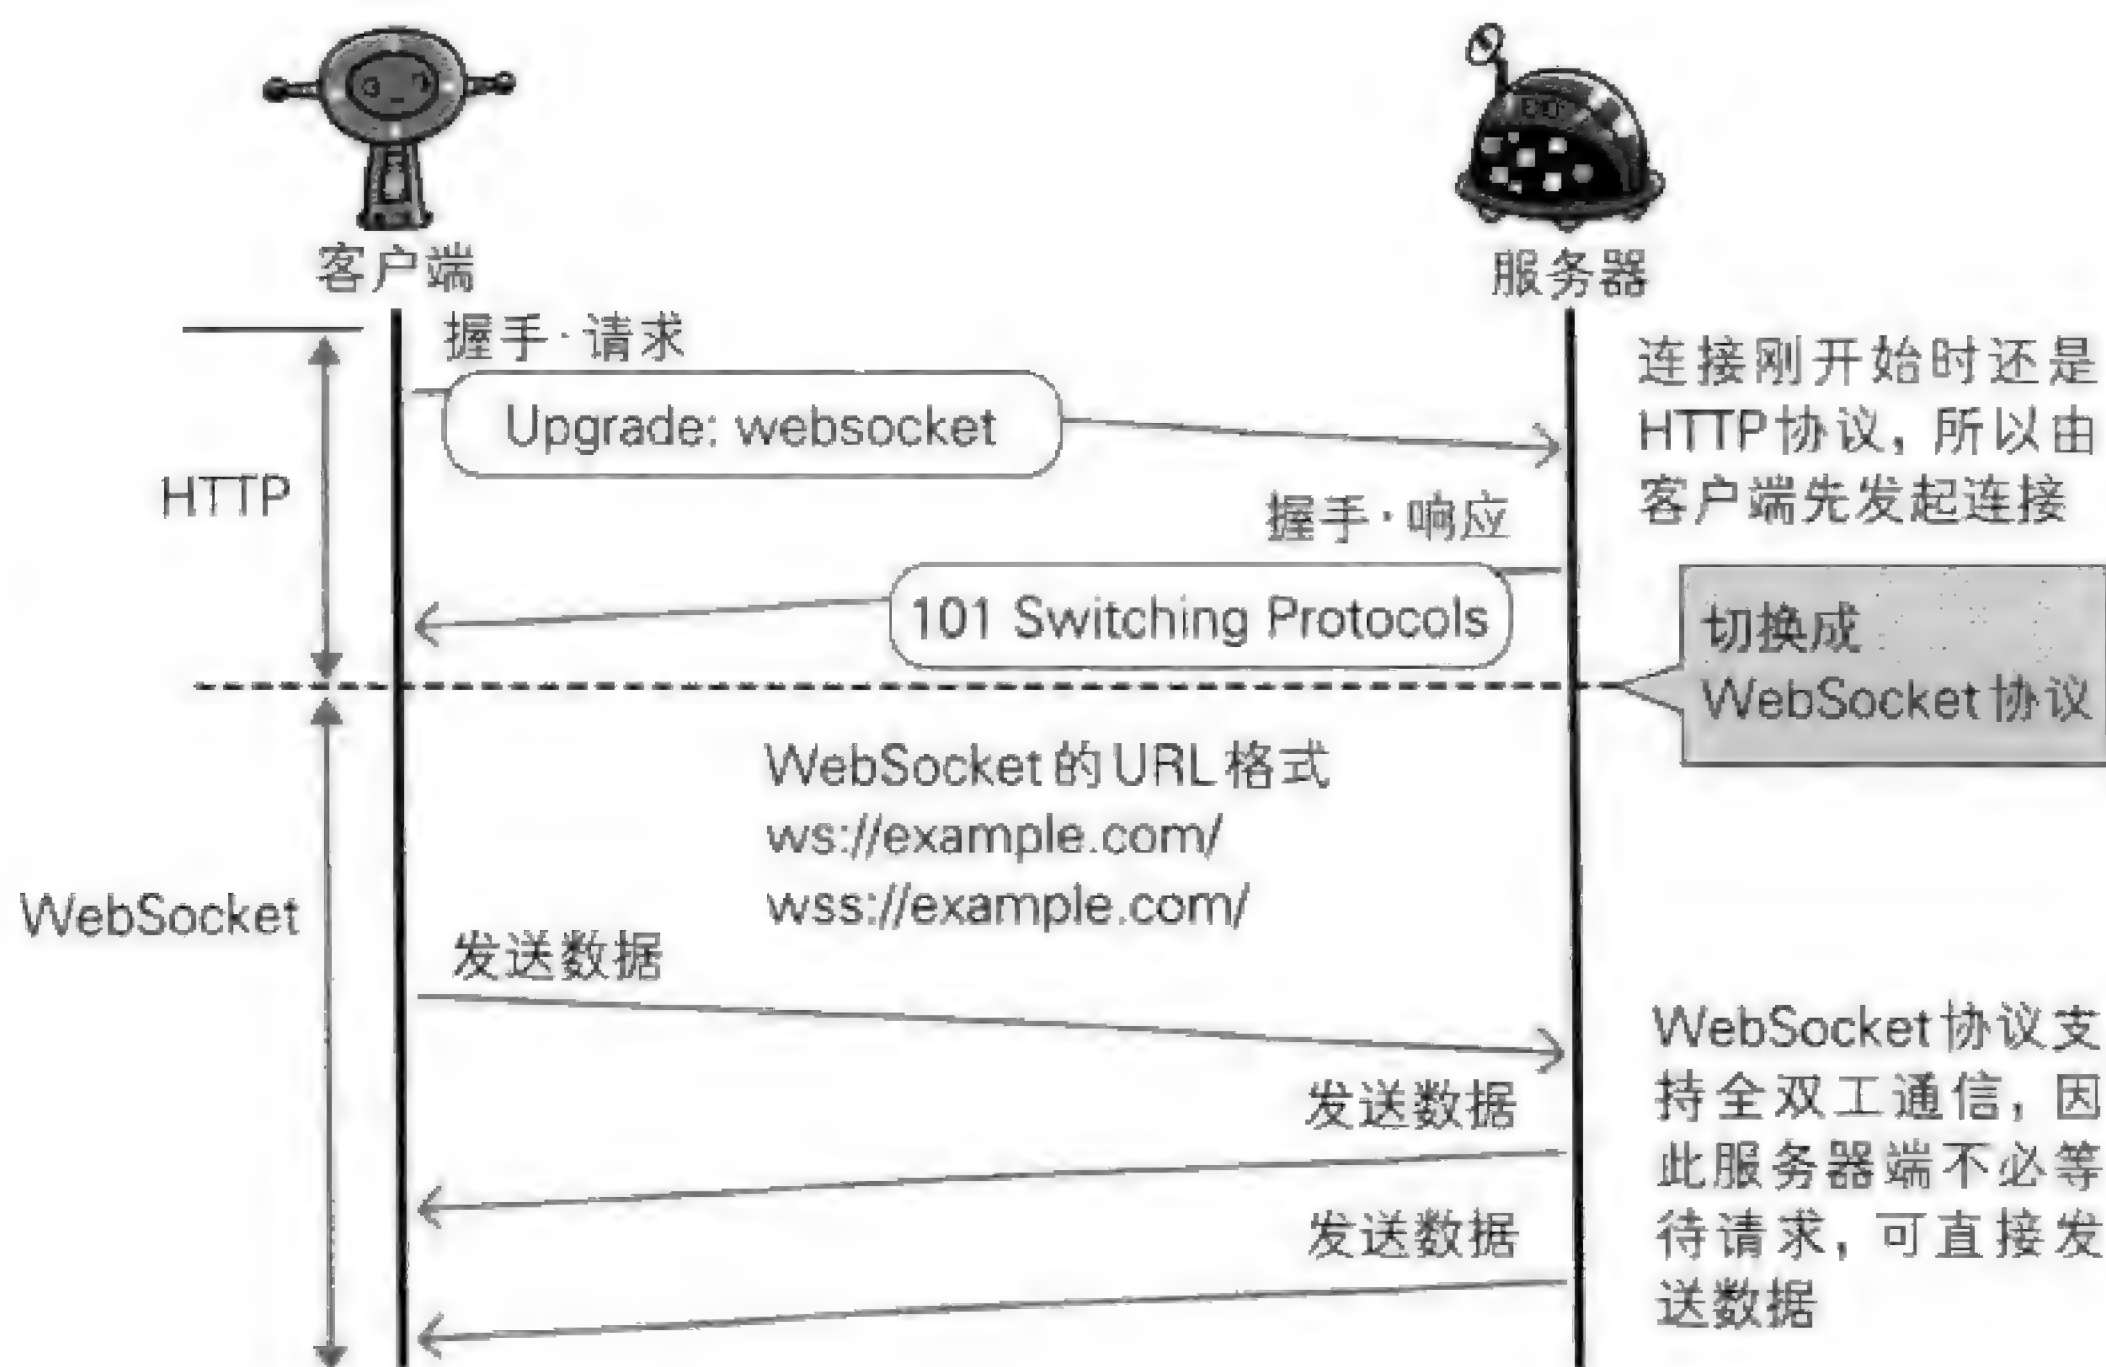 客户端
服务器
握手·请求
Upgrade: websocket
连接刚开始时还是
HTTP协议，所以由
客户端先发起连接
HTTP
握手·响应
101 Switching Protocols
切换成
WebSocket协议
WebSocket的URL格式
ws://example.com/
wss://example.com/
WebSocket
发送数据
发送数据
发送数据
WebSocket协议支
持全双工通信，因
此服务器端不必等
待请求，可直接发
送数据